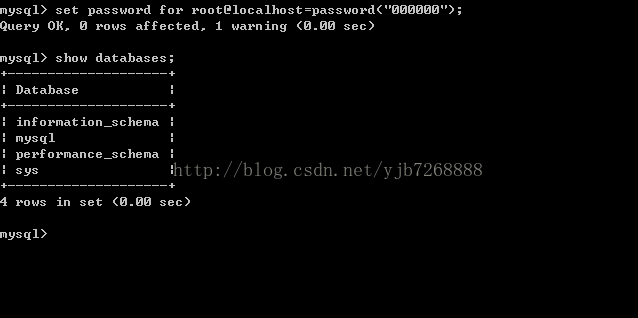 mysql> set password for root@localhost=password("000000");
Query OK, 0 rows affected, 1 warning (0.00 sec)
mysql> show databases;
+--------------------+
| Database           |
+--------------------+
| information_schema |
| mysql              |
| performance_schema |
| sys                |
http://blog.csdn.net/yjb7268888
+--------------------+
4 rows in set (0.00 sec)
mysql>